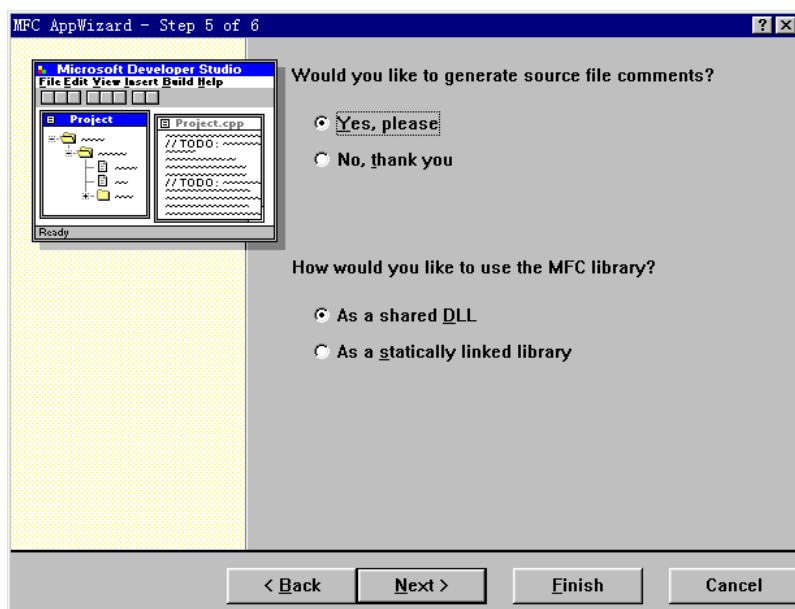 MFC AppWizard - Step 5 of 6
Microsoft Developer Studio
File Edit View Insert Build Help
Project
Project.cpp
//TODO:
//TODO:
Ready
Would you like to generate source file comments?
Yes, please
No, thank you
How would you like to use the MFC library?
As a shared DLL
As a statically linked library
< Back
Next >
Finish
Cancel